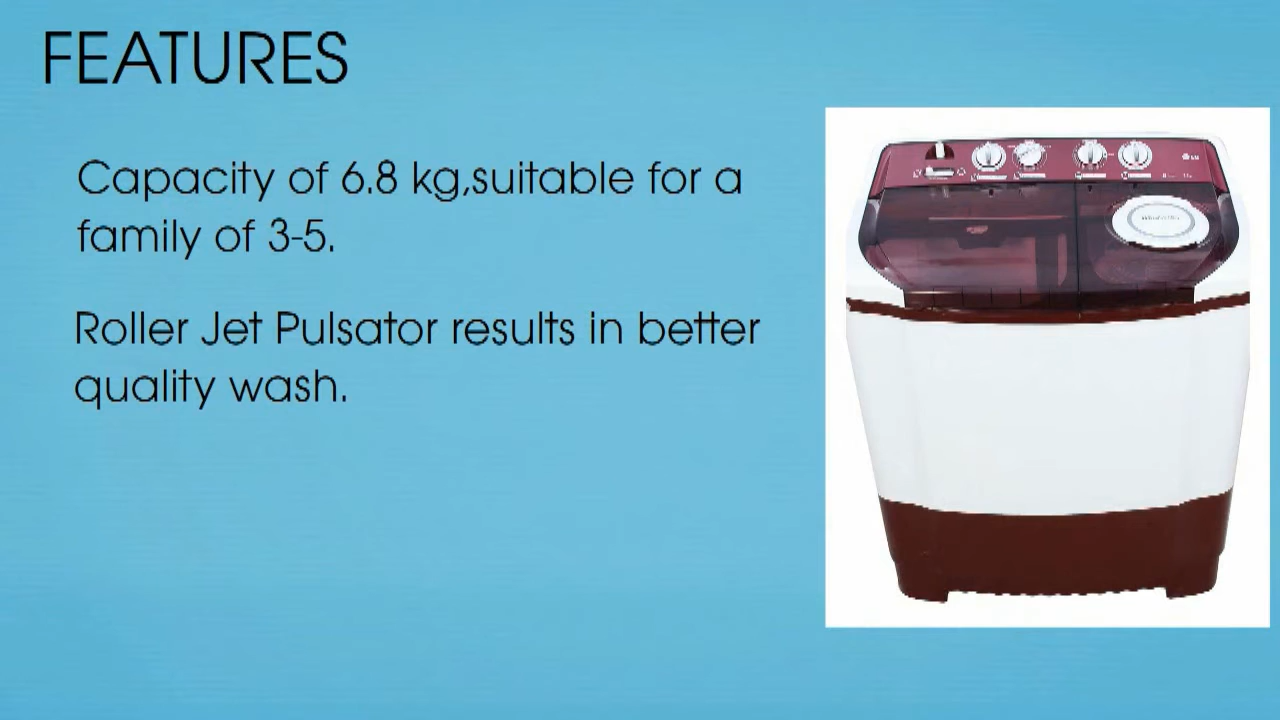 FEATURES
Capacity of 6.8 kg,suitable for a
family of 3-5.
Roller Jet Pulsator results in better
quality wash.
LG